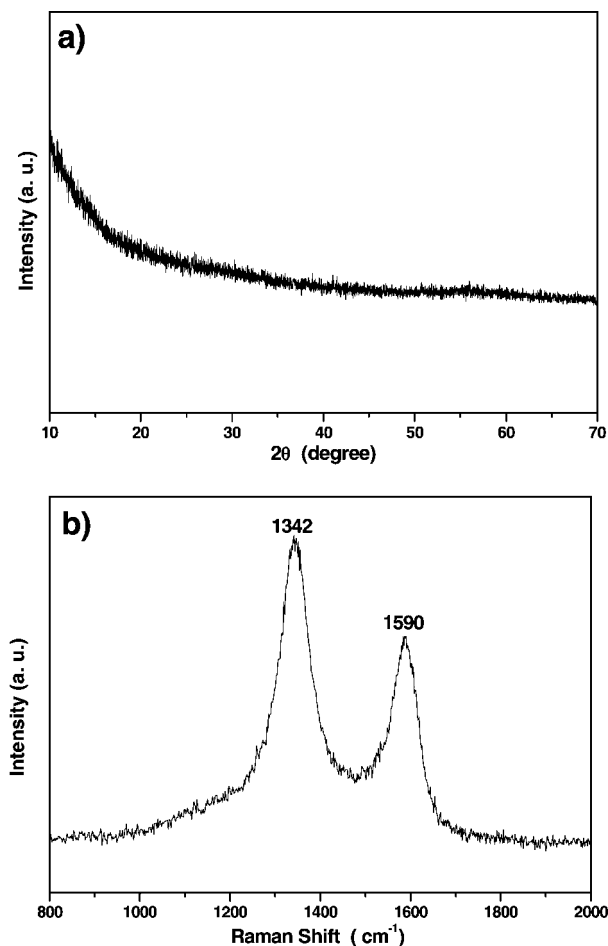 a)
Intensity (a. u.)
10 20 30 40 50 60 70
2θ (degree)
b)
1342
1590
Intensity (a. u.)
800 1000 1200 1400 1600 1800 2000
Raman Shift ( cm-1)